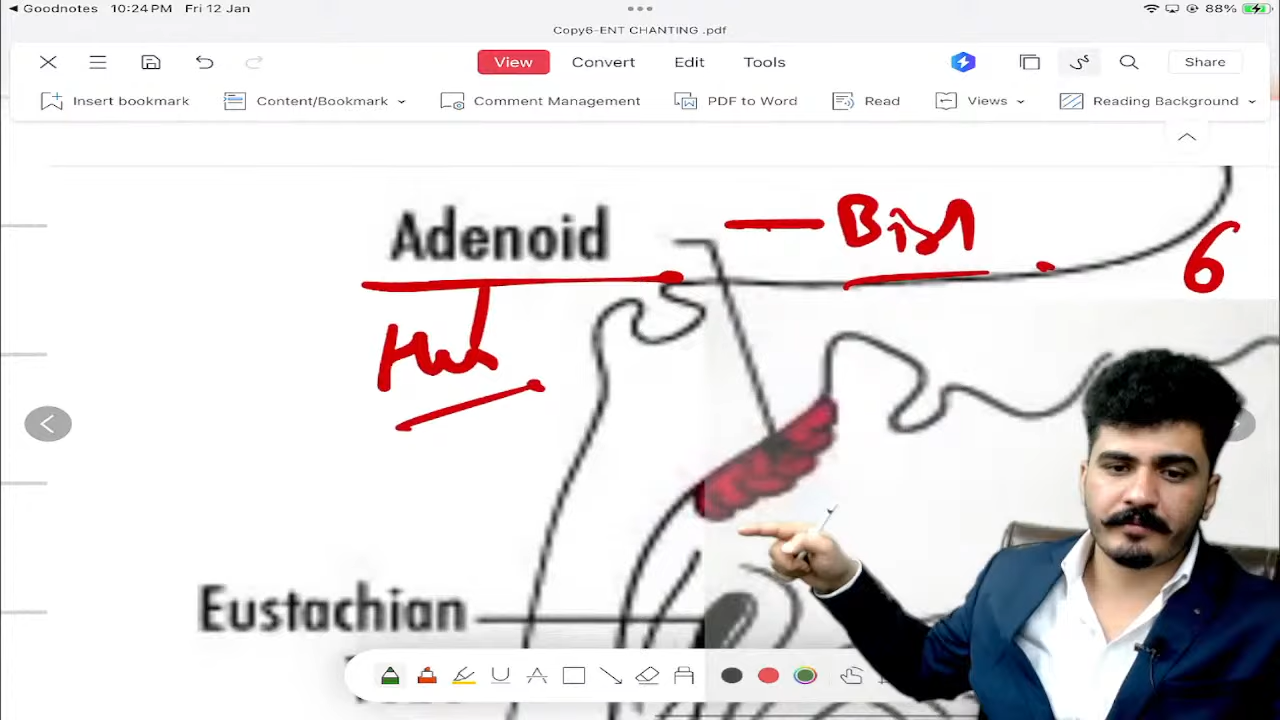 Goodnotes 10:24 PM Fri 12 Jan 88%
Copy6-ENT CHANTING .pdf
View Convert Edit Tools Share
Insert bookmark Content/Bookmark Comment Management PDF to Word Read Views Reading Background
Adenoid
6
Eustachian